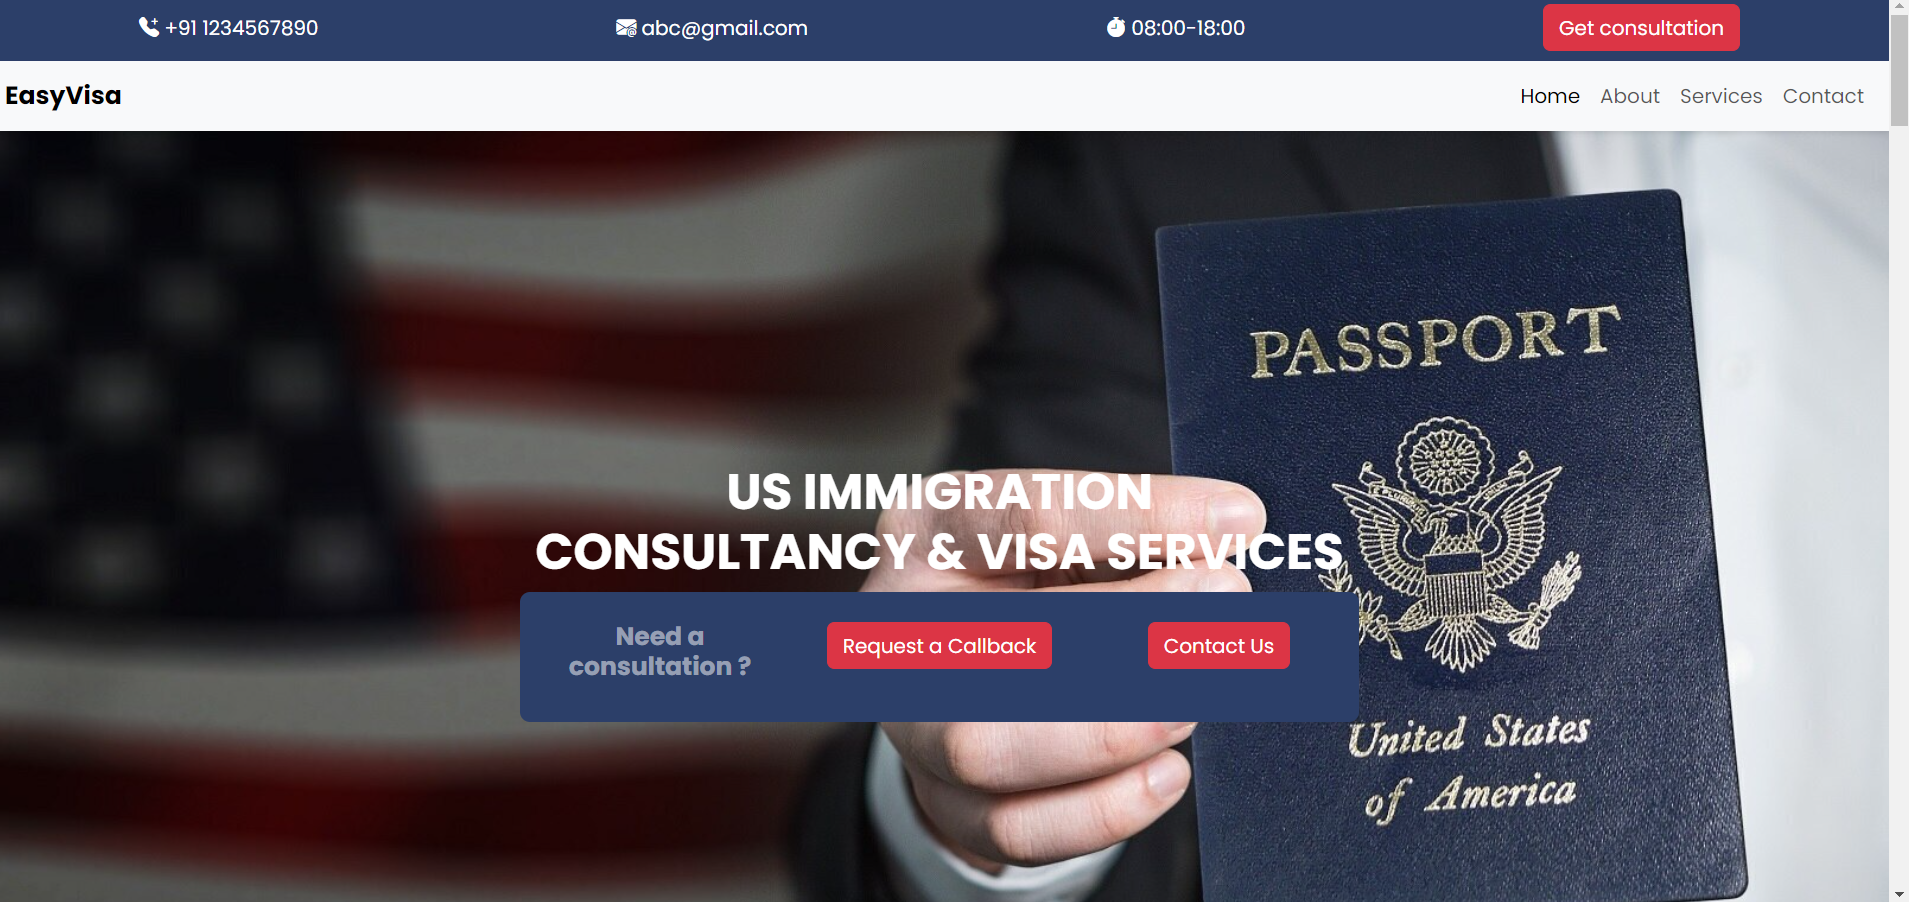 +91 1234567890
abc@gmail.com
08:00-18:00
Get consultation
EasyVisa
Home
About
Services
Contact
PASSPORT
US IMMIGRATION
CONSULTANCY & VISA SERVICES
Need a
consultation ?
Request a Callback
Contact Us
United States
of America